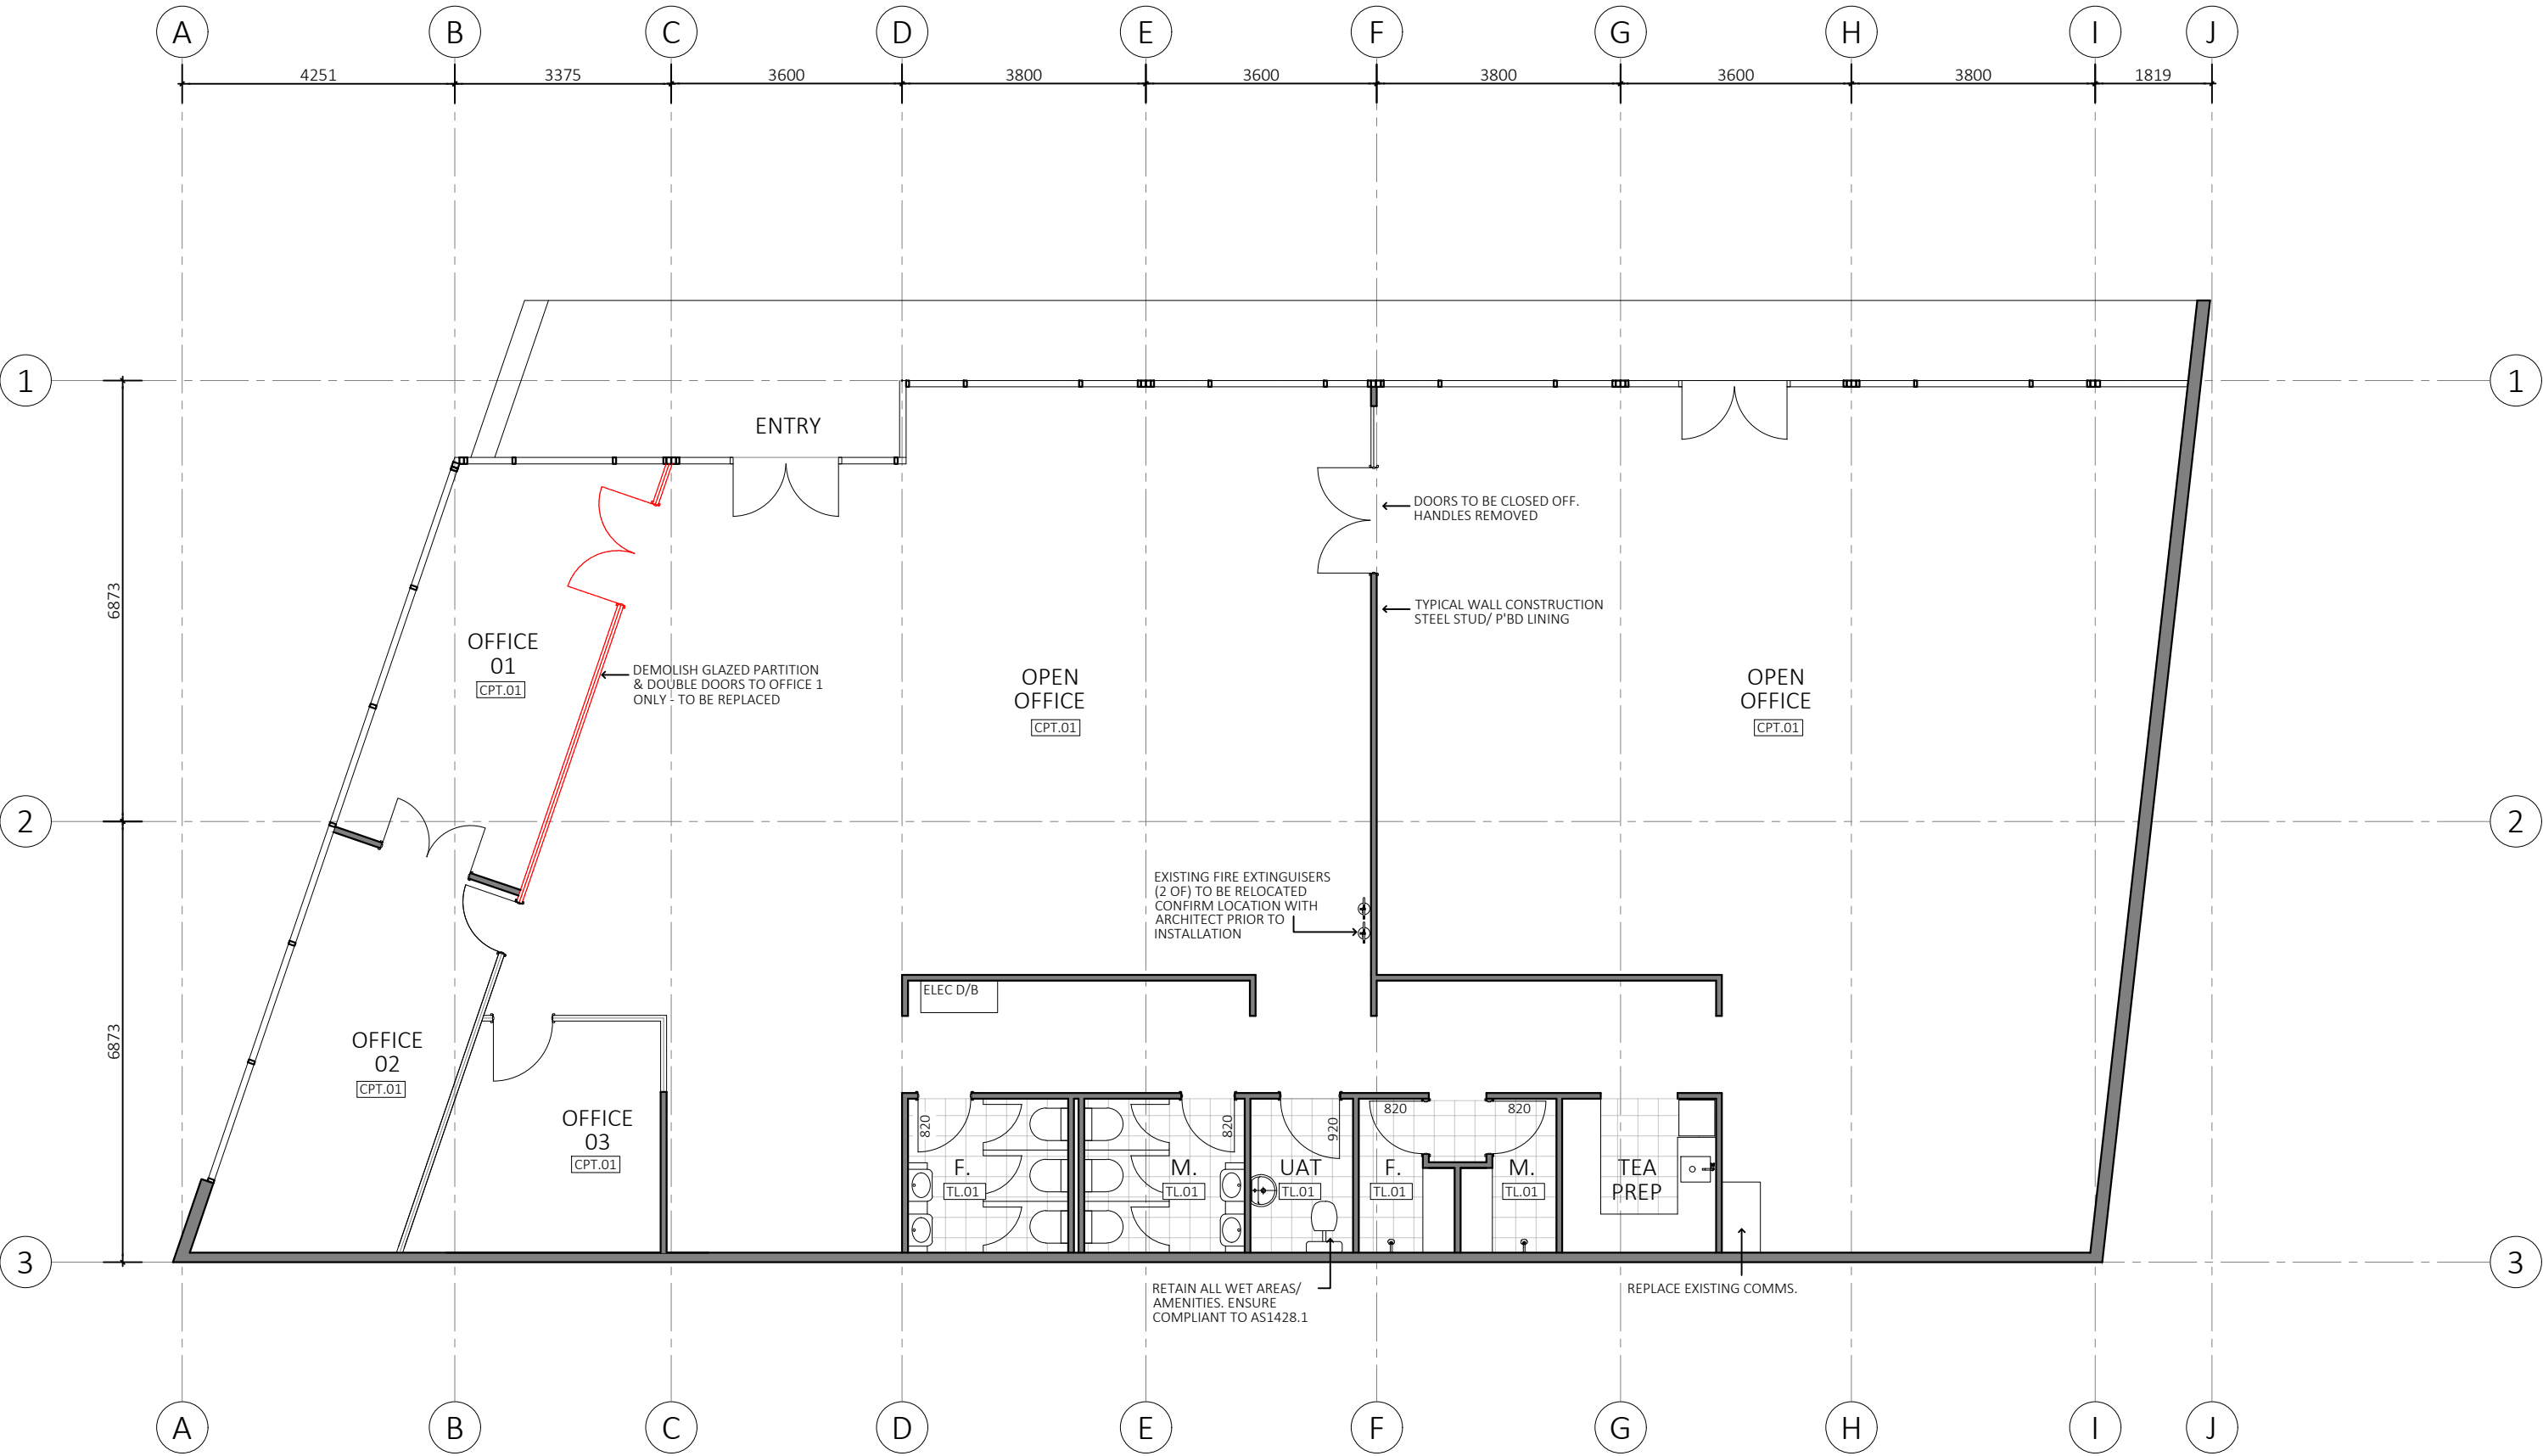 A B C D E F G H I J
4251 3375 3600 3800 3600 3800 3600 3800 1819
1 1
ENTRY
DOORS TO BE CLOSED OFF.
HANDLES REMOVED
6873
TYPICAL WALL CONSTRUCTION
STEEL STUD/ P'BD LINING
OFFICE
01
CPT.01
DEMOLISH GLAZED PARTITION
& DOUBLE DOORS TO OFFICE 1
ONLY - TO BE REPLACED
OPEN
OFFICE
CPT.01
OPEN
OFFICE
CPT.01
2 2
EXISTING FIRE EXTINGUISERS
(2 OF) TO BE RELOCATED
CONFIRM LOCATION WITH
ARCHITECT PRIOR TO
INSTALLATION
ELEC D/B
6873
OFFICE
02
CPT.01
OFFICE
03
CPT.01
820
820
920
820
820
F.
TL.01
M.
TL.01
UAT
TL.01
F.
TL.01
M.
TL.01
TEA
PREP
3 3
RETAIN ALL WET AREAS/
AMENITIES. ENSURE
COMPLIANT TO AS1428.1
REPLACE EXISTING COMMS.
A B C D E F G H I J